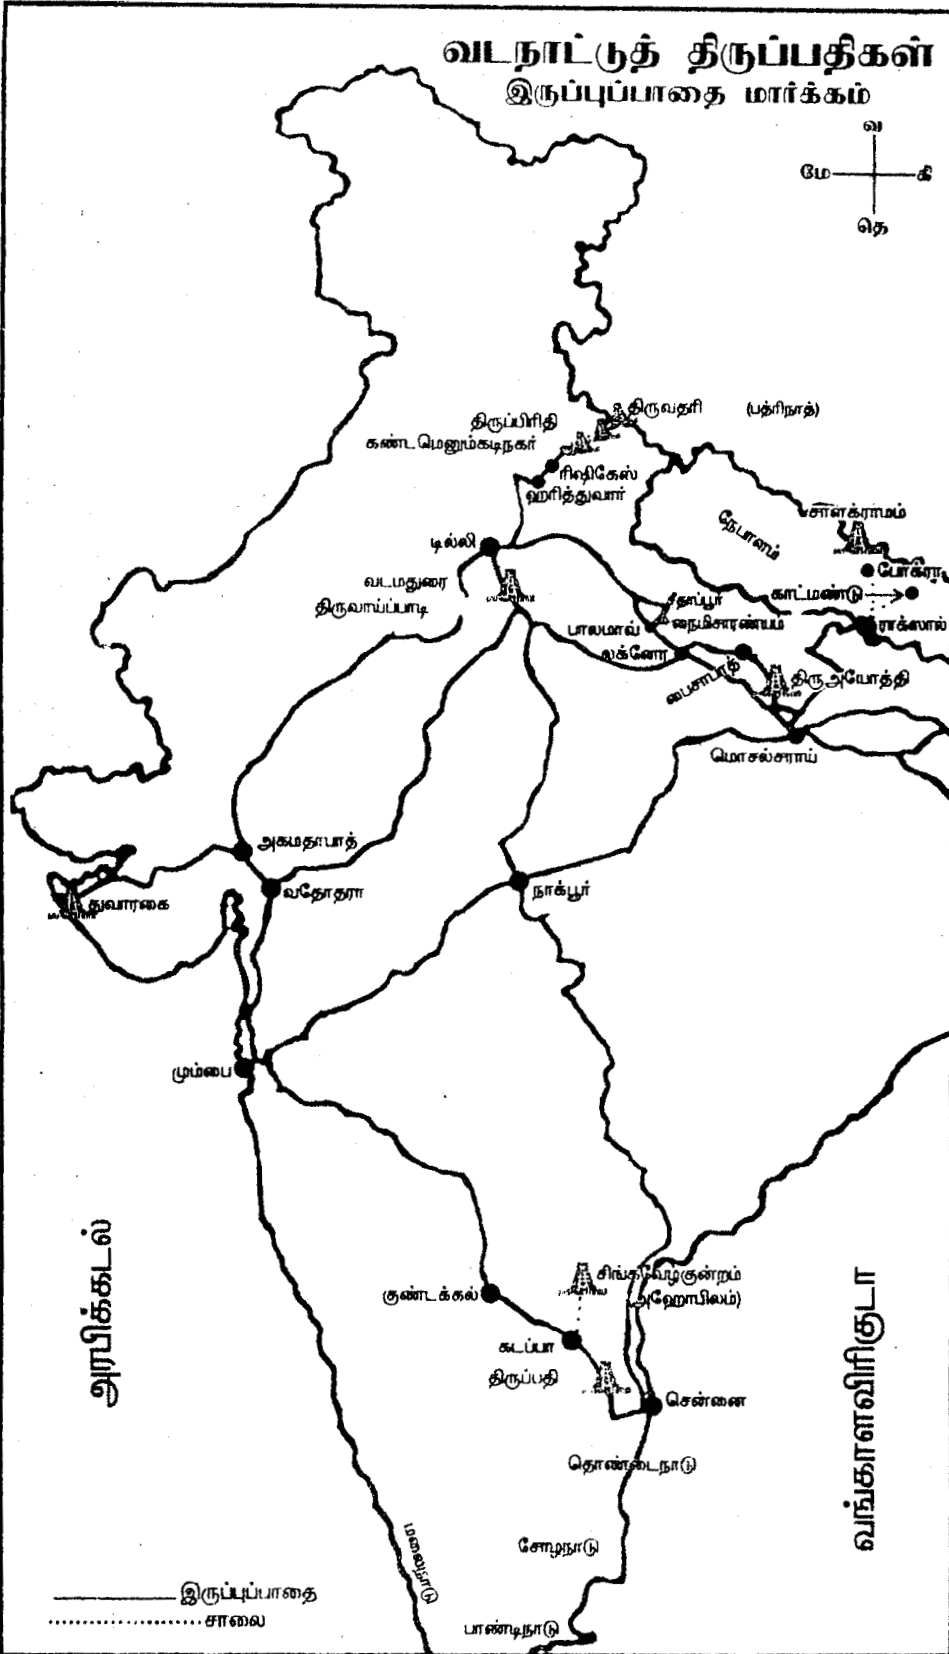 வடநாட்டுத் திருப்பதிகள்
இருப்புப்பாதை மார்க்கம்
வ
மே கி
தெ
திருவதரி (பத்ரிநாத்)
திருப்பிரிதி
கண்டமெனும்கடிநகர்
ரிஷிகேஸ்
ஹரித்துவார்
சாளக்ராமம்
நேபாளம்
டில்லி
போக்ரா
வடமதுரை
காட்மண்டு
திருவாய்ப்பாடி
சீதாப்பூர்
நைமிசாரண்யம்
பாலமாவ்
ராக்ஸால்
லக்னோ
பைசாபாத்
திருஅயோத்தி
மொசல்சராய்
அகமதாபாத்
வதோதரா
நாக்பூர்
துவாரகை
மும்பை
அரபிக்கடல்
சிங்கவேழ்குன்றம்
(அஹோபிலம்)
குண்டக்கல்
கடப்பா
திருப்பதி
சென்னை
வங்காளவிரிகுடா
தொண்டைநாடு
சோழநாடு
மலைநாடு
பாண்டிநாடு
இருப்புப்பாதை
சாலை